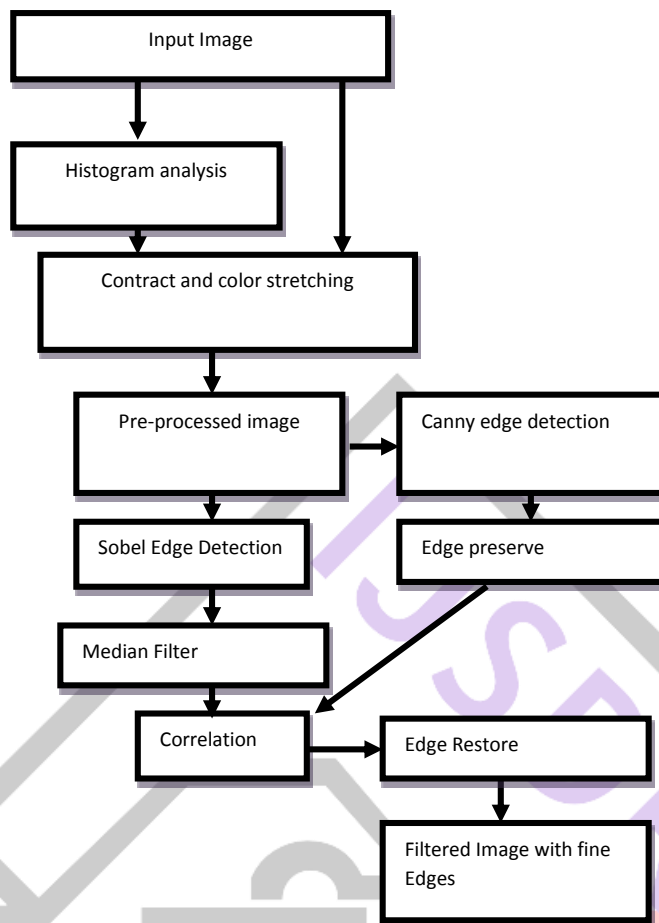 Input Image
Histogram analysis
Contract and color stretching
Pre-processed image
Canny edge detection
Sobel Edge Detection
Edge preserve
Median Filter
Correlation
Edge Restore
Filtered Image with fine
Edges